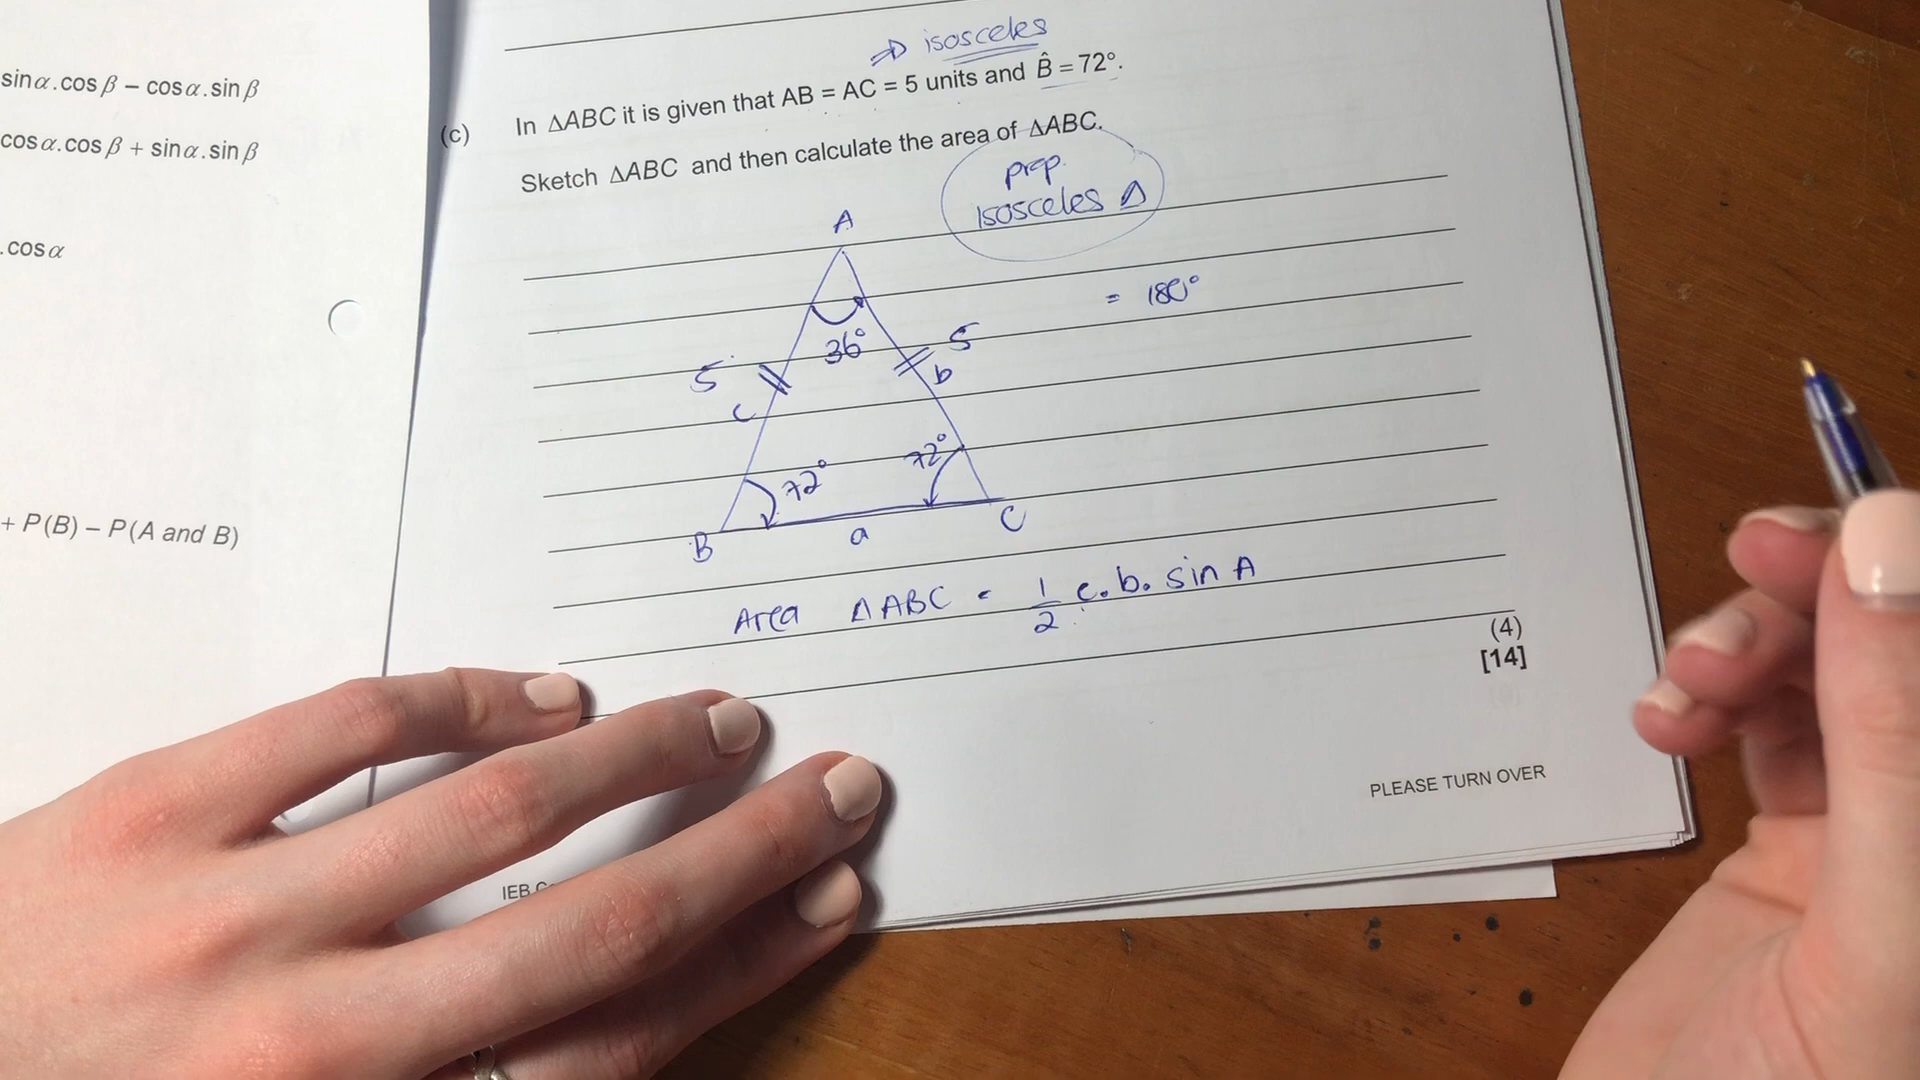 sinα.cosβ – cosα.sinβ
cosα.cosβ + sinα.sinβ
.cosα
+ P(B) – P(A and B)
⇒ isosceles
(c) In ΔABC it is given that AB = AC = 5 units and B̂ = 72°.
Sketch ΔABC and then calculate the area of ΔABC.
prop.
isosceles Δ
A
= 180°
36°
5
5
b
c
72°
72°
B
a
C
Area ΔABC = 1/2 c.b. sin A
(4)
[14]
PLEASE TURN OVER
IEB